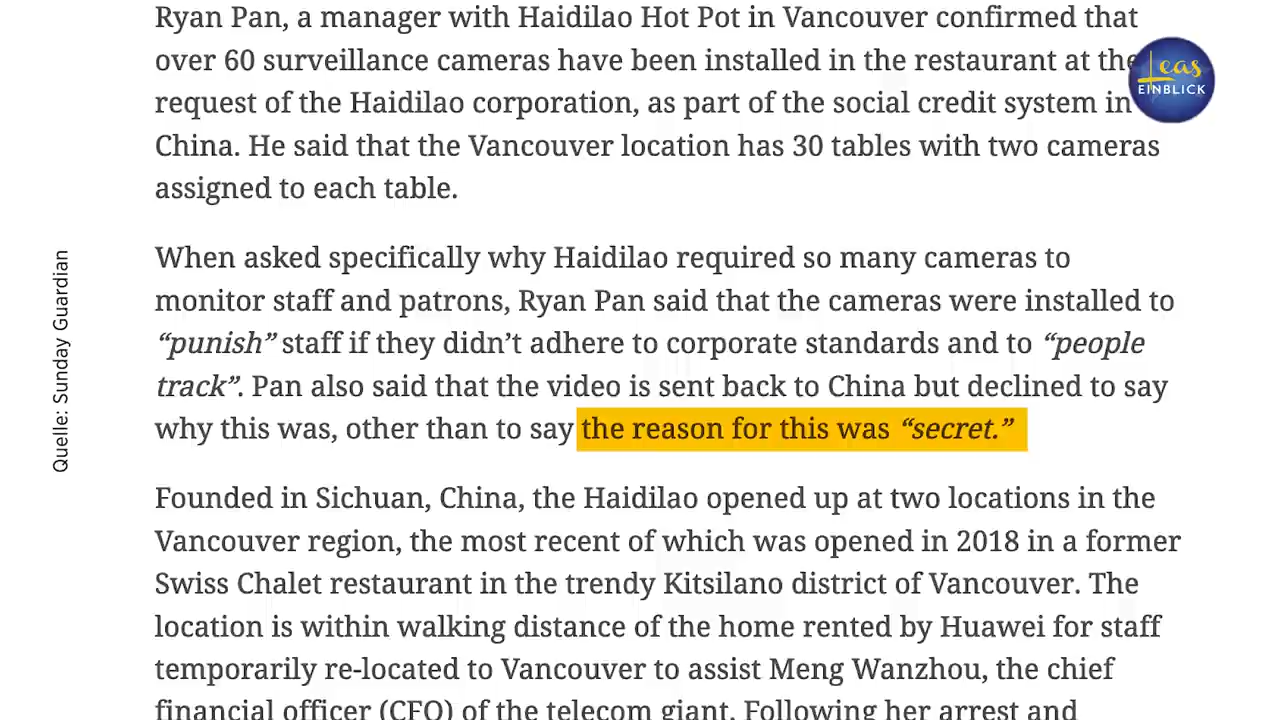 Ryan Pan, a manager with Haidilao Hot Pot in Vancouver confirmed that
over 60 surveillance cameras have been installed in the restaurant at the
request of the Haidilao corporation, as part of the social credit system in
China. He said that the Vancouver location has 30 tables with two cameras
assigned to each table.
Leas
EINBLICK
When asked specifically why Haidilao required so many cameras to
monitor staff and patrons, Ryan Pan said that the cameras were installed to
“punish” staff if they didn’t adhere to corporate standards and to “people
track”. Pan also said that the video is sent back to China but declined to say
why this was, other than to say the reason for this was “secret.”
Quelle: Sunday Guardian
Founded in Sichuan, China, the Haidilao opened up at two locations in the
Vancouver region, the most recent of which was opened in 2018 in a former
Swiss Chalet restaurant in the trendy Kitsilano district of Vancouver. The
location is within walking distance of the home rented by Huawei for staff
temporarily re-located to Vancouver to assist Meng Wanzhou, the chief
financial officer (CFO) of the telecom giant. Following her arrest and